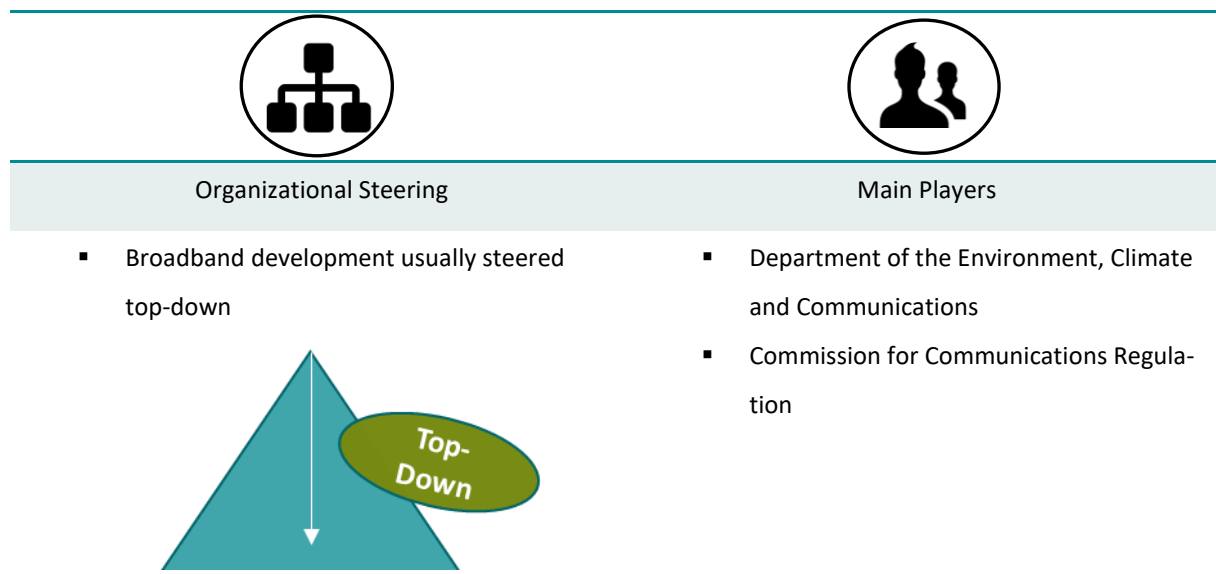 Organizational Steering
Main Players
▪ Broadband development usually steered
top-down
▪ Department of the Environment, Climate
and Communications
▪ Commission for Communications Regula-
tion
Top-
Down